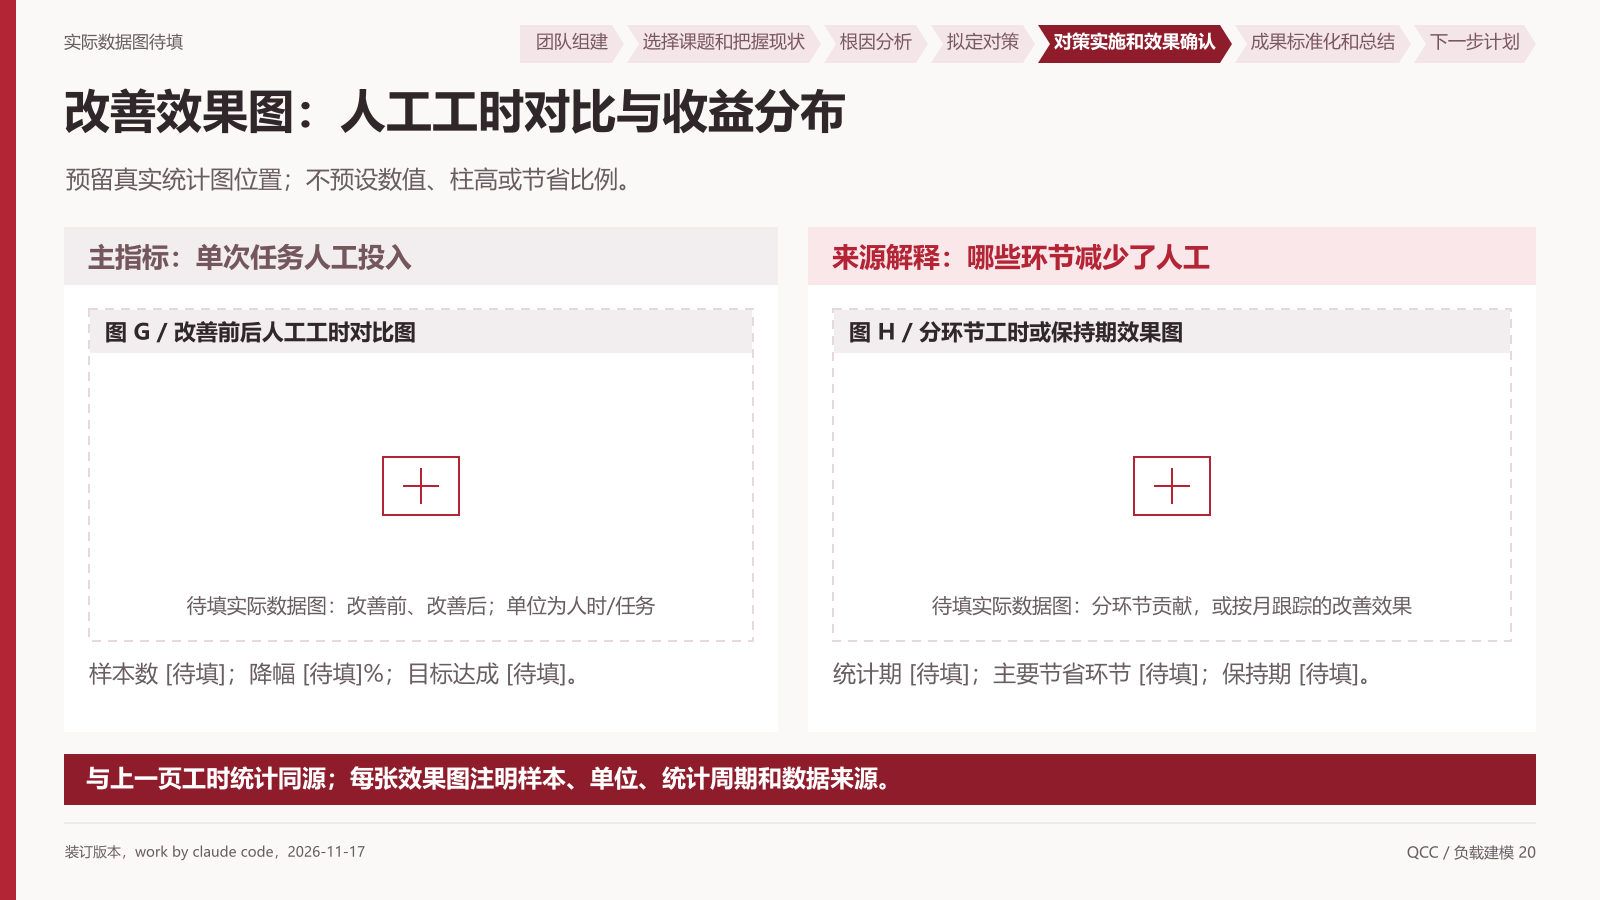 实际数据图待填
团队组建
选择课题和把握现状
根因分析
拟定对策
对策实施和效果确认
成果标准化和总结
下一步计划
改善效果图：人工工时对比与收益分布
预留真实统计图位置；不预设数值、柱高或节省比例。
主指标：单次任务人工投入
图 G / 改善前后人工工时对比图
待填实际数据图：改善前、改善后；单位为人时/任务
样本数 [待填]；降幅 [待填]%；目标达成 [待填]。
来源解释：哪些环节减少了人工
图 H / 分环节工时或保持期效果图
待填实际数据图：分环节贡献，或按月跟踪的改善效果
统计期 [待填]；主要节省环节 [待填]；保持期 [待填]。
与上一页工时统计同源；每张效果图注明样本、单位、统计周期和数据来源。
装订版本，work by claude code，2026-11-17
QCC / 负载建模 20